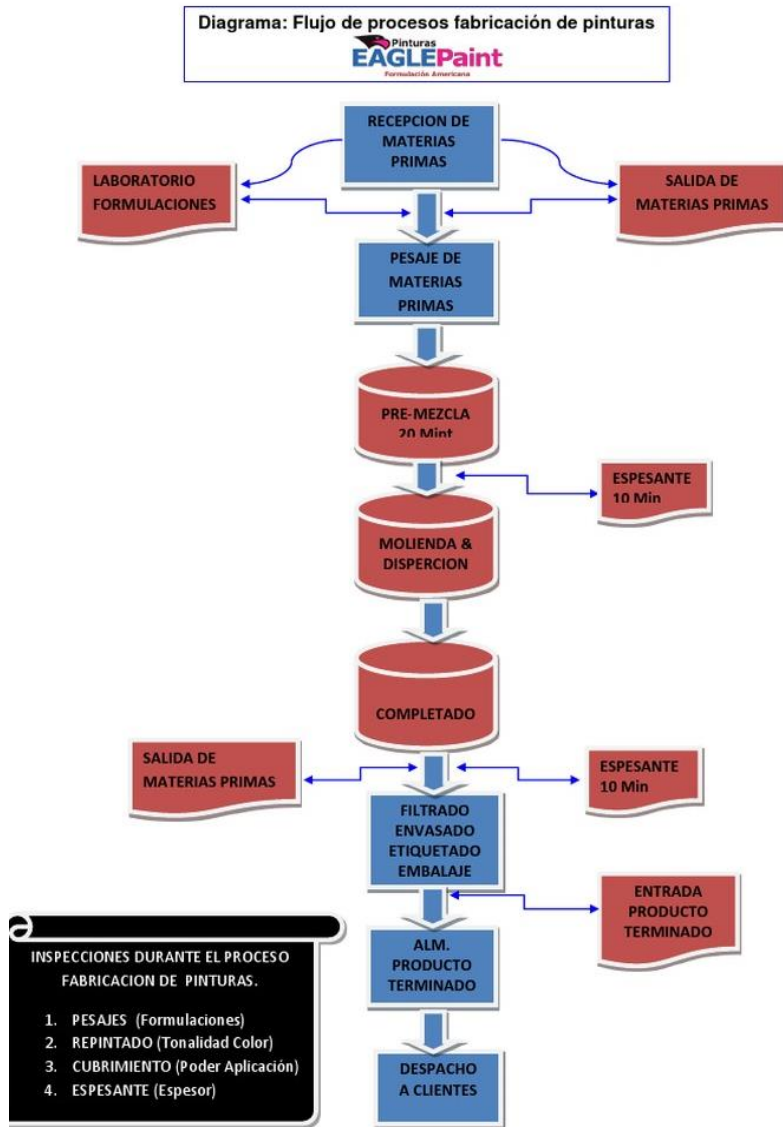 Diagrama: Flujo de procesos fabricación de pinturas
Pinturas
EAGLEPaint
Formulación Americana
RECEPCION DE
MATERIAS
PRIMAS
LABORATORIO
FORMULACIONES
SALIDA DE
MATERIAS PRIMAS
PESAJE DE
MATERIAS
PRIMAS
PRE-MEZCLA
20 Mint
ESPESANTE
10 Min
MOLIENDA &
DISPERCION
COMPLETADO
SALIDA DE
MATERIAS PRIMAS
ESPESANTE
10 Min
FILTRADO
ENVASADO
ETIQUETADO
EMBALAJE
ENTRADA
PRODUCTO
TERMINADO
ALM.
PRODUCTO
TERMINADO
INSPECCIONES DURANTE EL PROCESO
FABRICACION DE PINTURAS.
1. PESAJES (Formulaciones)
2. REPINTADO (Tonalidad Color)
3. CUBRIMIENTO (Poder Aplicación)
4. ESPESANTE (Espesor)
DESPACHO
A CLIENTES